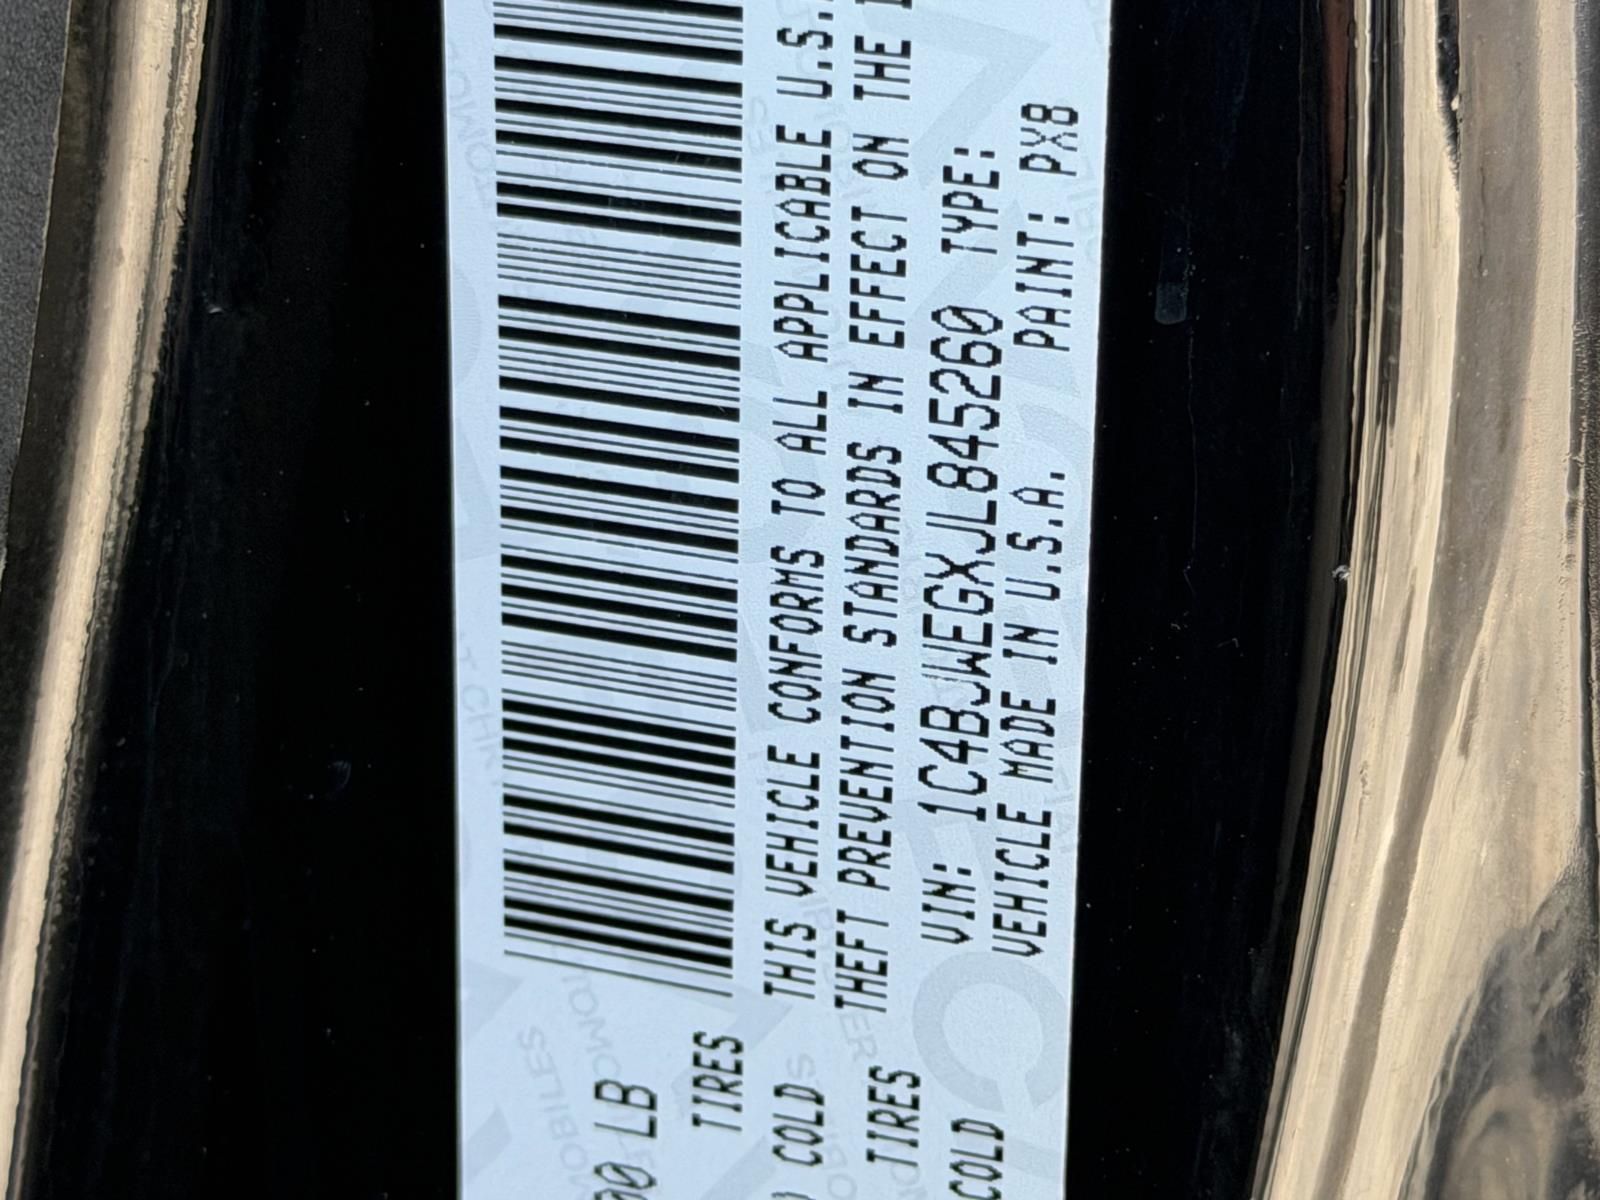 THIS VEHICLE CONFORMS TO ALL APPLICABLE U.S.
THEFT PREVENTION STANDARDS IN EFFECT ON THE
VIN: 1C4BJWEGXJL845260 TYPE:
VEHICLE MADE IN U.S.A. PAINT: PX8
00 LB
TIRES
COLD
TIRES
COLD